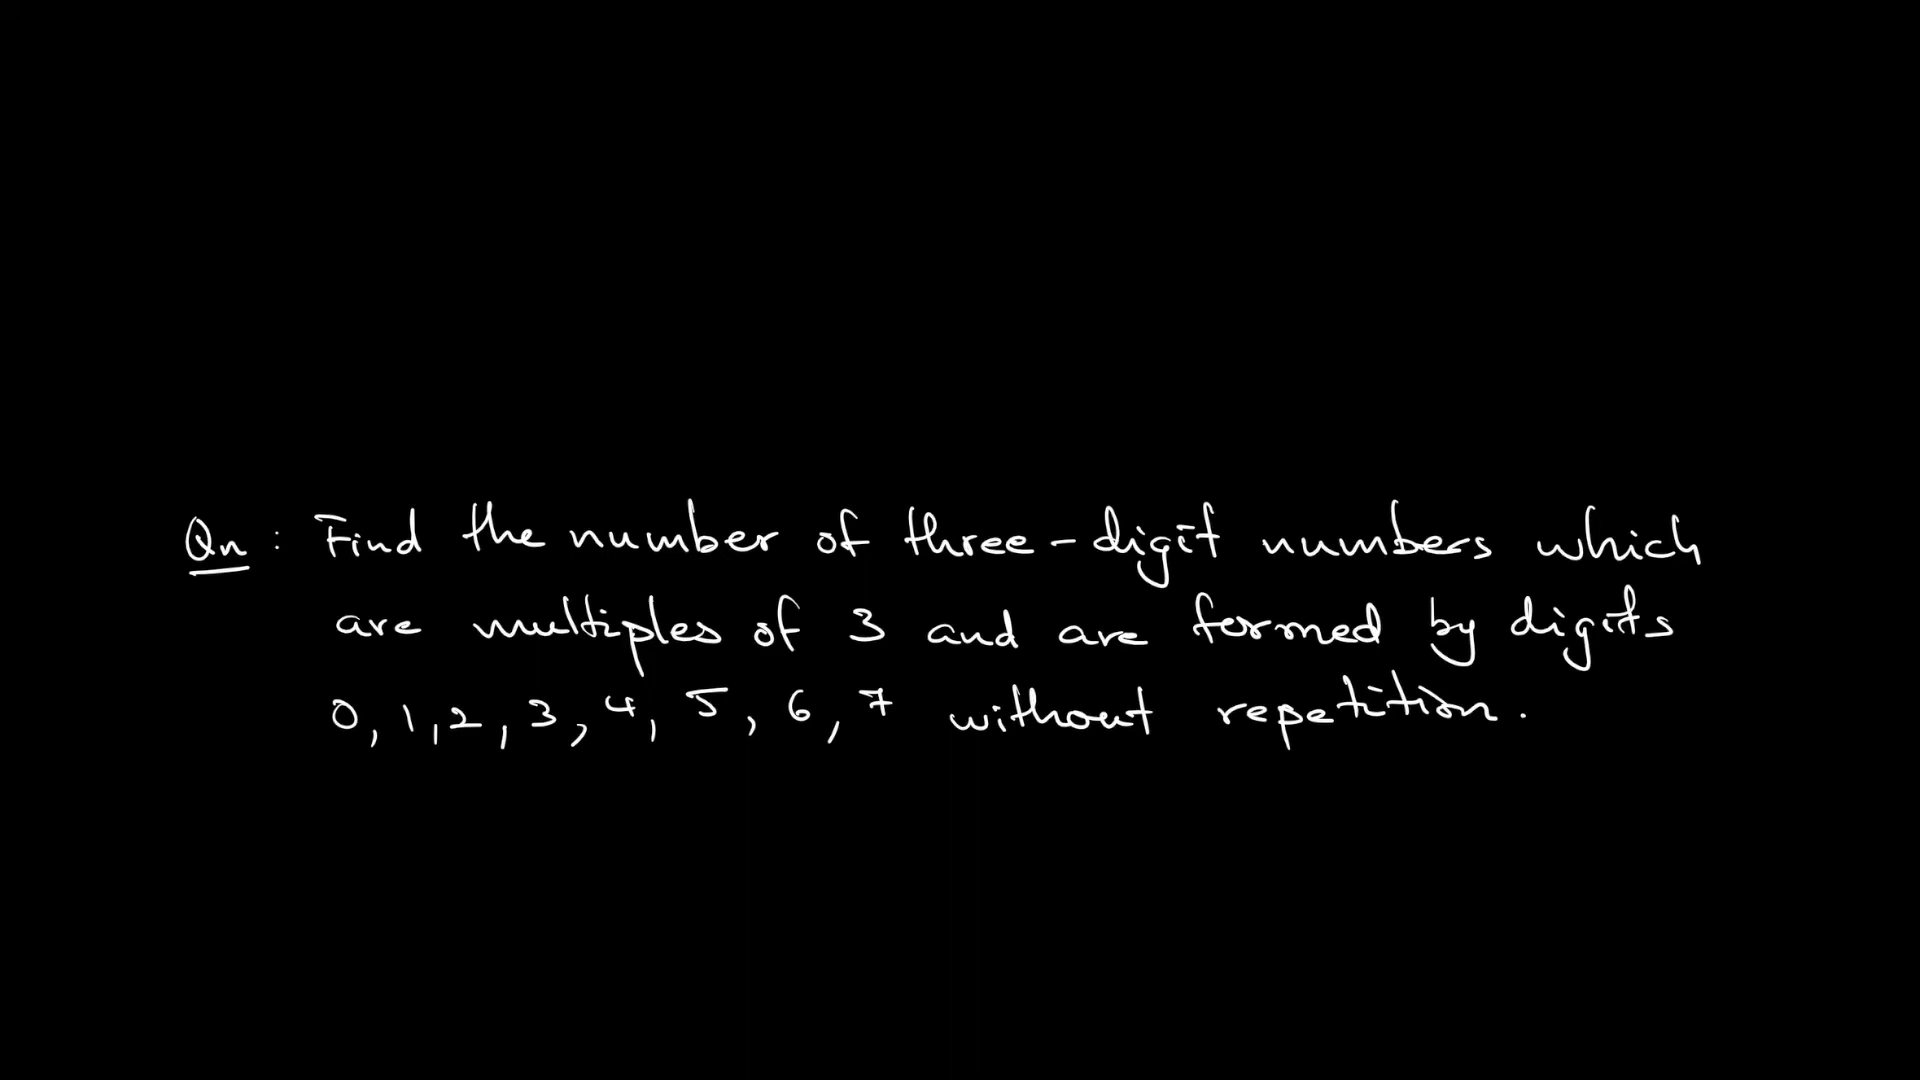 Qn : Find the number of three-digit numbers which
are multiples of 3 and are formed by digits
0, 1, 2, 3, 4, 5, 6, 7 without repetition.